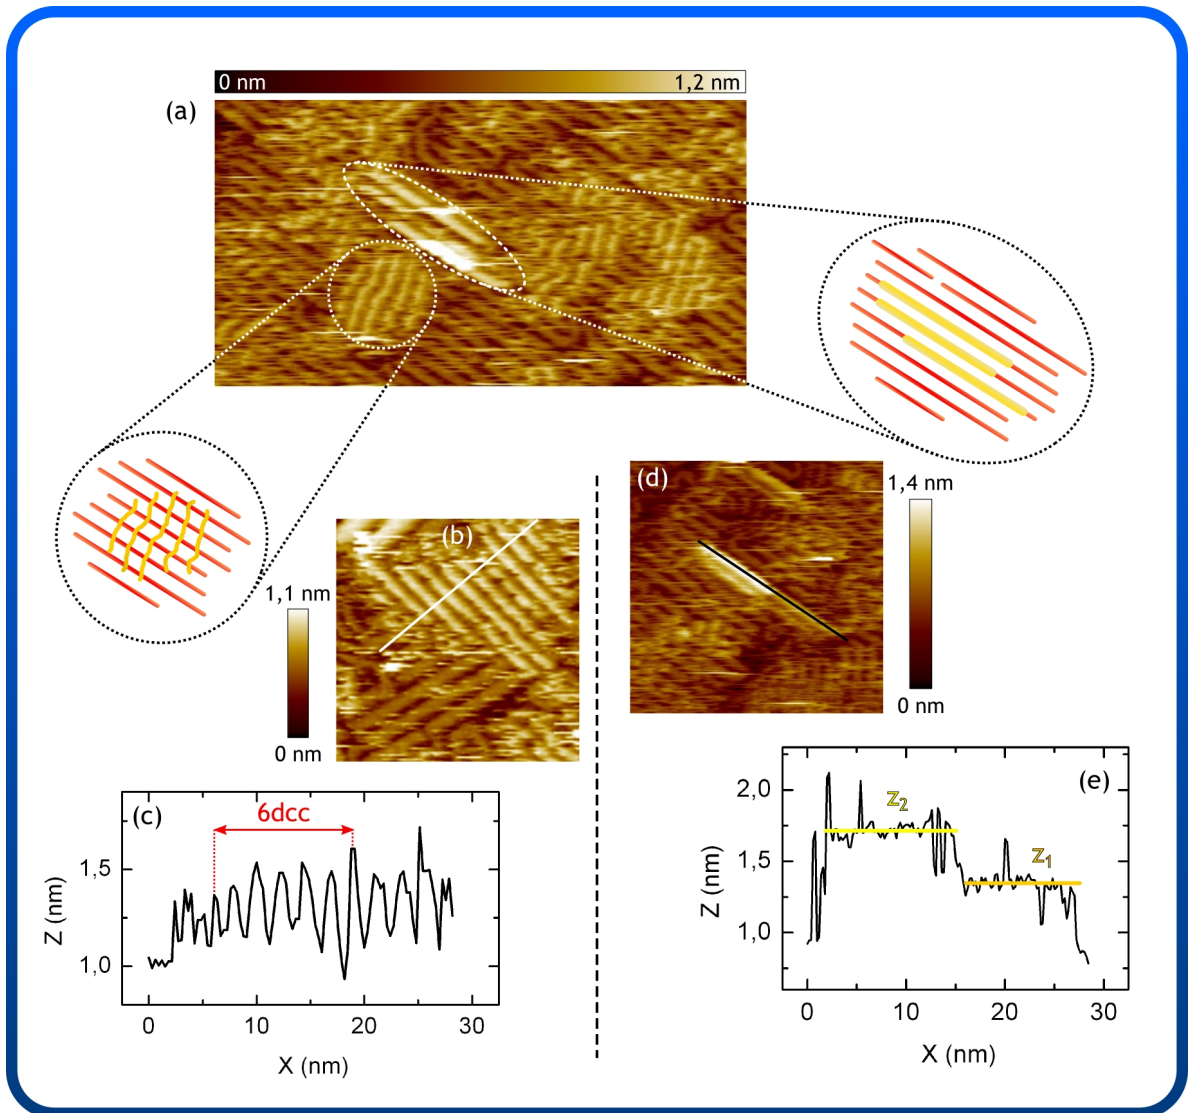 0 nm 1,2 nm
(a)
(d)
1,4 nm
0 nm
(b)
1,1 nm
0 nm
(c)
6dcc
1,5
1,0
Z (nm)
0 10 20 30
X (nm)
(e)
2,0
1,5
1,0
Z (nm)
z2
z1
0 10 20 30
X (nm)